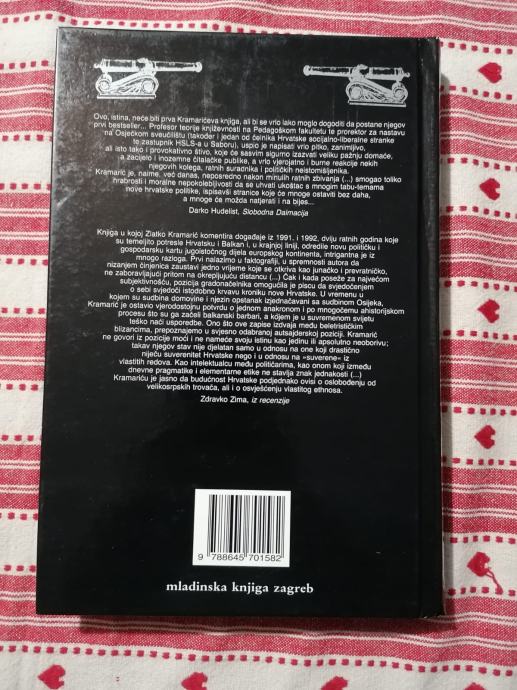 Ovo, istina, neće biti prva Kramarićeva knjiga, ali bi se vrlo lako moglo dogoditi da postane njegov
prvi bestseller... Profesor teorije književnosti na Pedagoškom fakultetu te prorektor za nastavu
na Osječkom sveučilištu (također i jedan od čelnika Hrvatske socijalno-liberalne stranke
te zastupnik HSLS-a u Saboru), uspio je napisati vrlo pitko, zanimljivo,
ali isto tako i provokativno štivo, koje će sasvim sigurno izazvati veliku pažnju domaće,
a zacijelo i inozemne čitalačke publike, a vrlo vjerojatno i burne reakcije nekih
njegovih kolega, ratnih suradnika i političkih neistomišljenika.
Kramarić je, naime, već danas, neposredno nakon minulih ratnih zbivanja (...) smogao toliko
hrabrosti i moralne nepokolebljivosti da se uhvati ukoštac s mnogim tabu-temama
nove hrvatske politike, ispisavši stranice koje će mnoge ostaviti bez daha,
a mnoge će možda natjerati i na bijes...
Darko Hudelist, Slobodna Dalmacija
Knjiga u kojoj Zlatko Kramarić komentira događaje iz 1991. i 1992, dviju ratnih godina koje
su temeljito potresle Hrvatsku i Balkan i, u krajnjoj liniji, odredile novu političku i
gospodarsku kartu jugoistočnog dijela europskog kontinenta, intrigantna je iz
mnogo razloga. Prvi nalazimo u faktografiji, u spremnosti autora da
nizanjem činjenica zaustavi jedno vrijeme koje se otkriva kao junačko i prevratničko,
ne zaboravljajući pritom na okrepljujuću distancu (...) Čak i kada poseže za najvećom
subjektivnošću, pozicija gradonačelnika omogućila je piscu da svjedočenjem
o sebi svjedoči istodobno krvavu kroniku nove Hrvatske. U vremenu u
kojem su sudbina domovine i njezin opstanak izjednačavani sa sudbinom Osijeka,
Kramarić je ostavio vjerodostojnu potvrdu o jednom anakronom i po mnogočemu ahistorijskom
procesu što su ga začeli balkanski barbari, a kojem je u suvremenom svijetu
teško naći usporedbe. Ono što ove zapise izdvaja među beletrističkim
blizancima, prepoznajemo u svjesno odabranoj autsajderskoj poziciji. Kramarić
ne govori iz pozicije moći i ne nameće svoju istinu kao jedinu ili apsolutno neoborivu;
takav njegov stav nije djelatan samo u odnosu na one koji drastično
niječu suverenitet Hrvatske nego i u odnosu na »suverene« iz
vlastitih redova. Kao intelektualcu među političarima, kao onom koji između
dnevne pragmatike i elementarne etike ne stavlja znak jednakosti (...)
Kramariću je jasno da budućnost Hrvatske podjednako ovisi o oslobođenju od
velikosrpskih trovača, ali i o osvješćenju vlastitog ethnosa.
Zdravko Zima, iz recenzije
9 788645 701582
mladinska knjiga zagreb